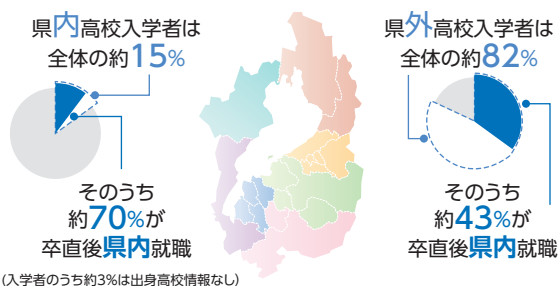 県内高校入学者は
全体の約15%
そのうち
約70%が
卒直後県内就職
県外高校入学者は
全体の約82%
そのうち
約43%が
卒直後県内就職
(入学者のうち約3%は出身高校情報なし)